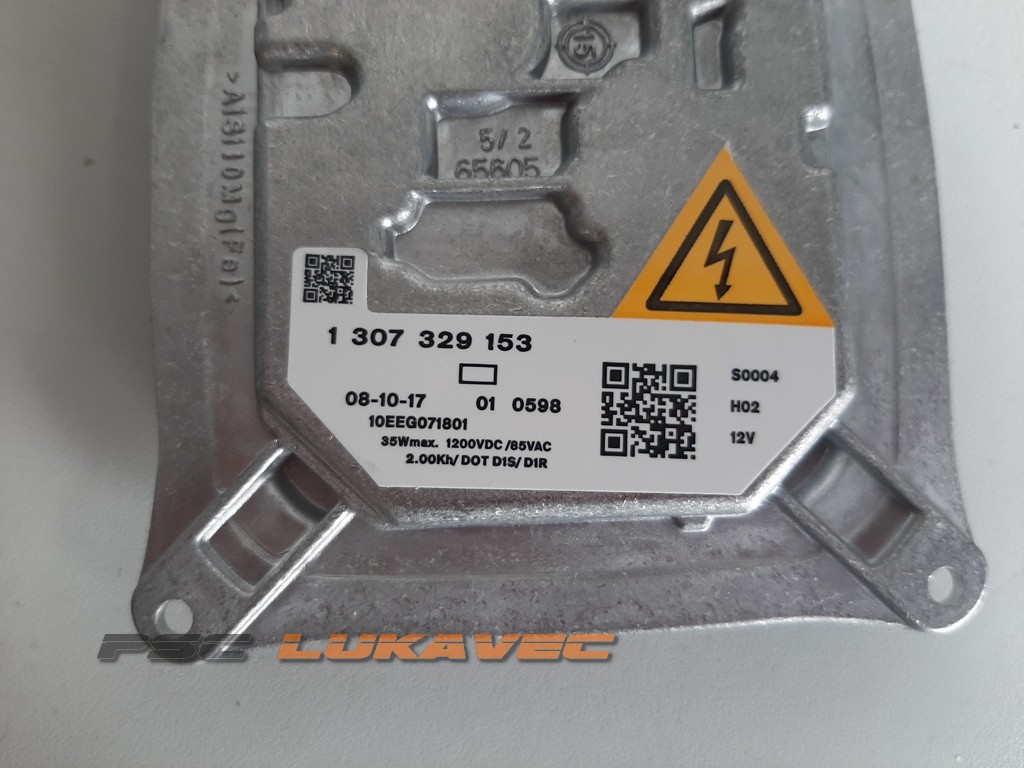 15
>AlSi10Mg(Fe)<
5/2
65605
1 307 329 153
08-10-17 01 0598
10EEG071801
35Wmax. 1200VDC/85VAC
2.00Kh/DOT D1S/D1R
S0004
H02
12V
PSC LUKAVEC